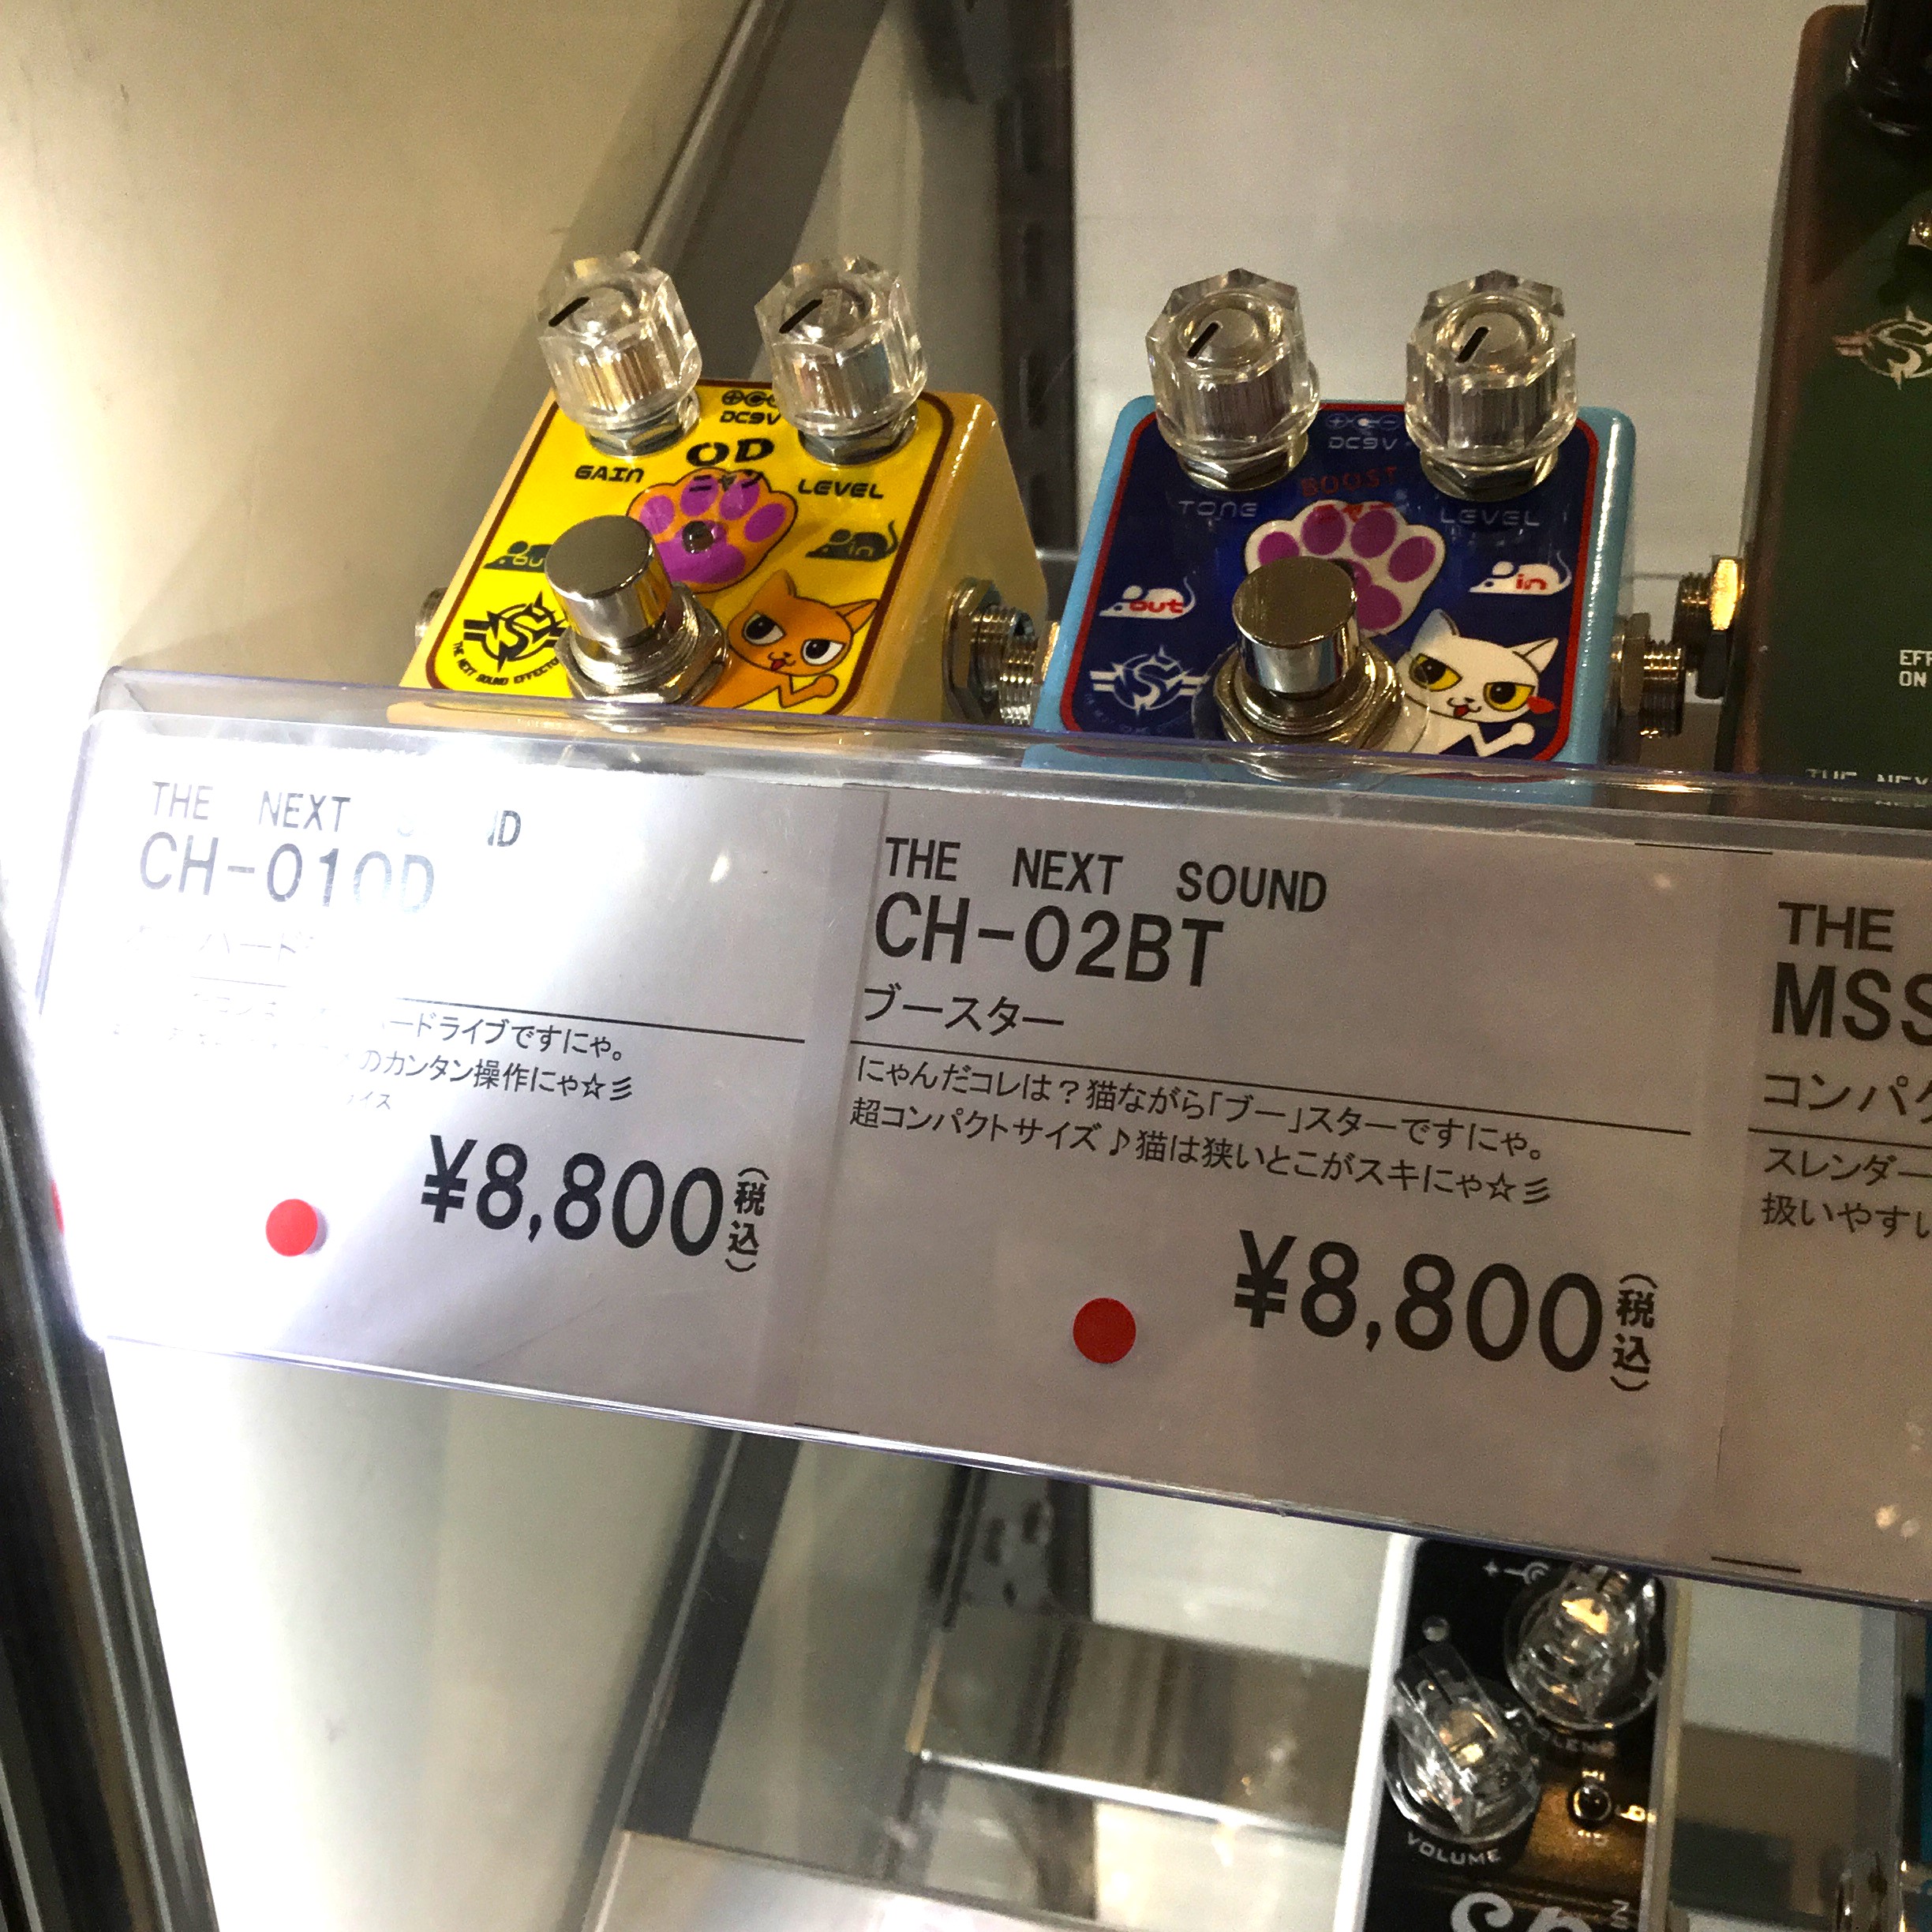 DC9V
OD
ニャン
GAIN
LEVEL
out
in
THE NEXT SOUND EFFECTOR
DC9V
BOOST
TONE
LEVEL
out
in
EFF
ON
THE NEXT
CH-01OD
ードライブですにゃ。
のカンタン操作にゃ☆彡
¥8,800(税込)
THE NEXT SOUND
CH-02BT
ブースター
にゃんだコレは？猫ながら「ブー」スターですにゃ。
超コンパクトサイズ♪猫は狭いとこがスキにゃ☆彡
¥8,800(税込)
THE
MSS
コンパク
スレンダー
扱いやすい
VOLUME